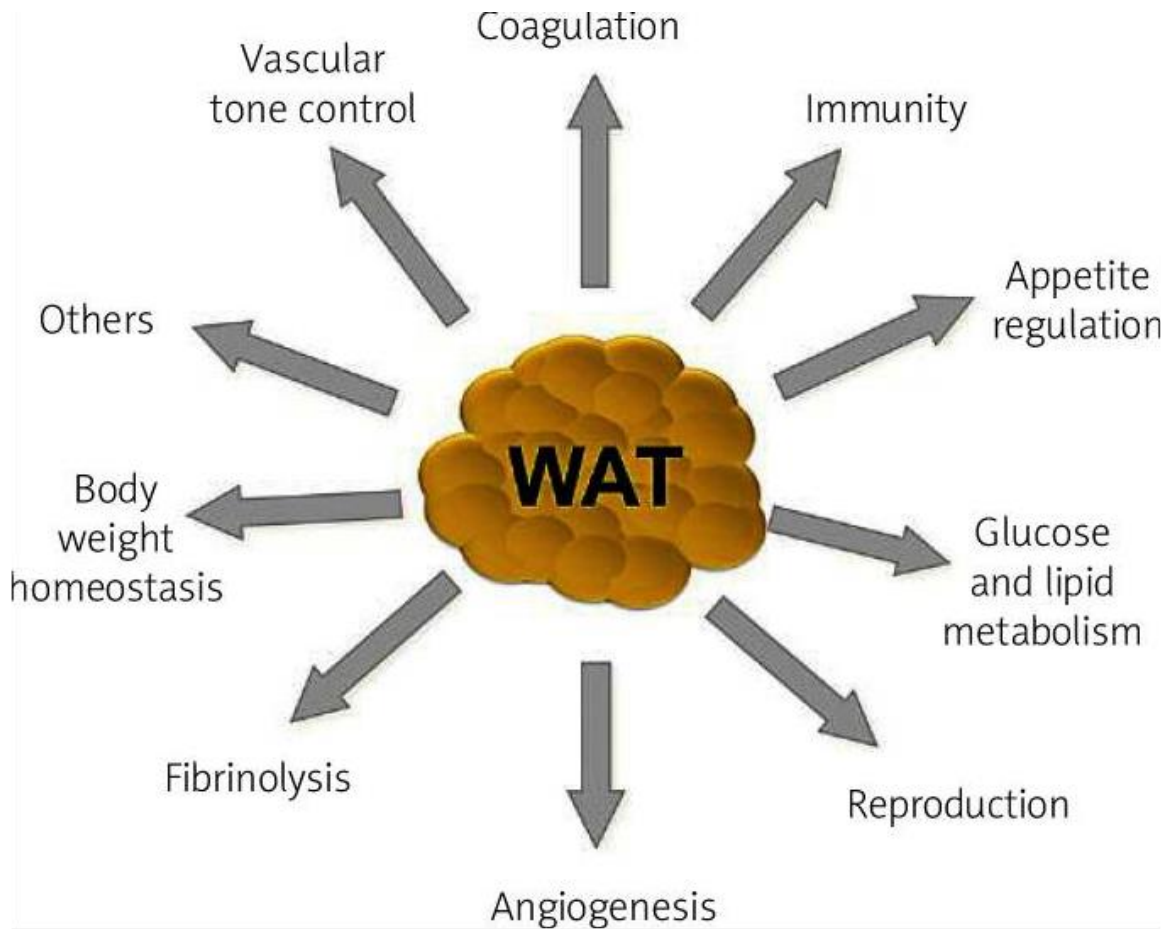 Coagulation
Vascular
tone control
Immunity
Appetite
regulation
Others
WAT
Body
weight
homeostasis
Glucose
and lipid
metabolism
Fibrinolysis
Reproduction
Angiogenesis